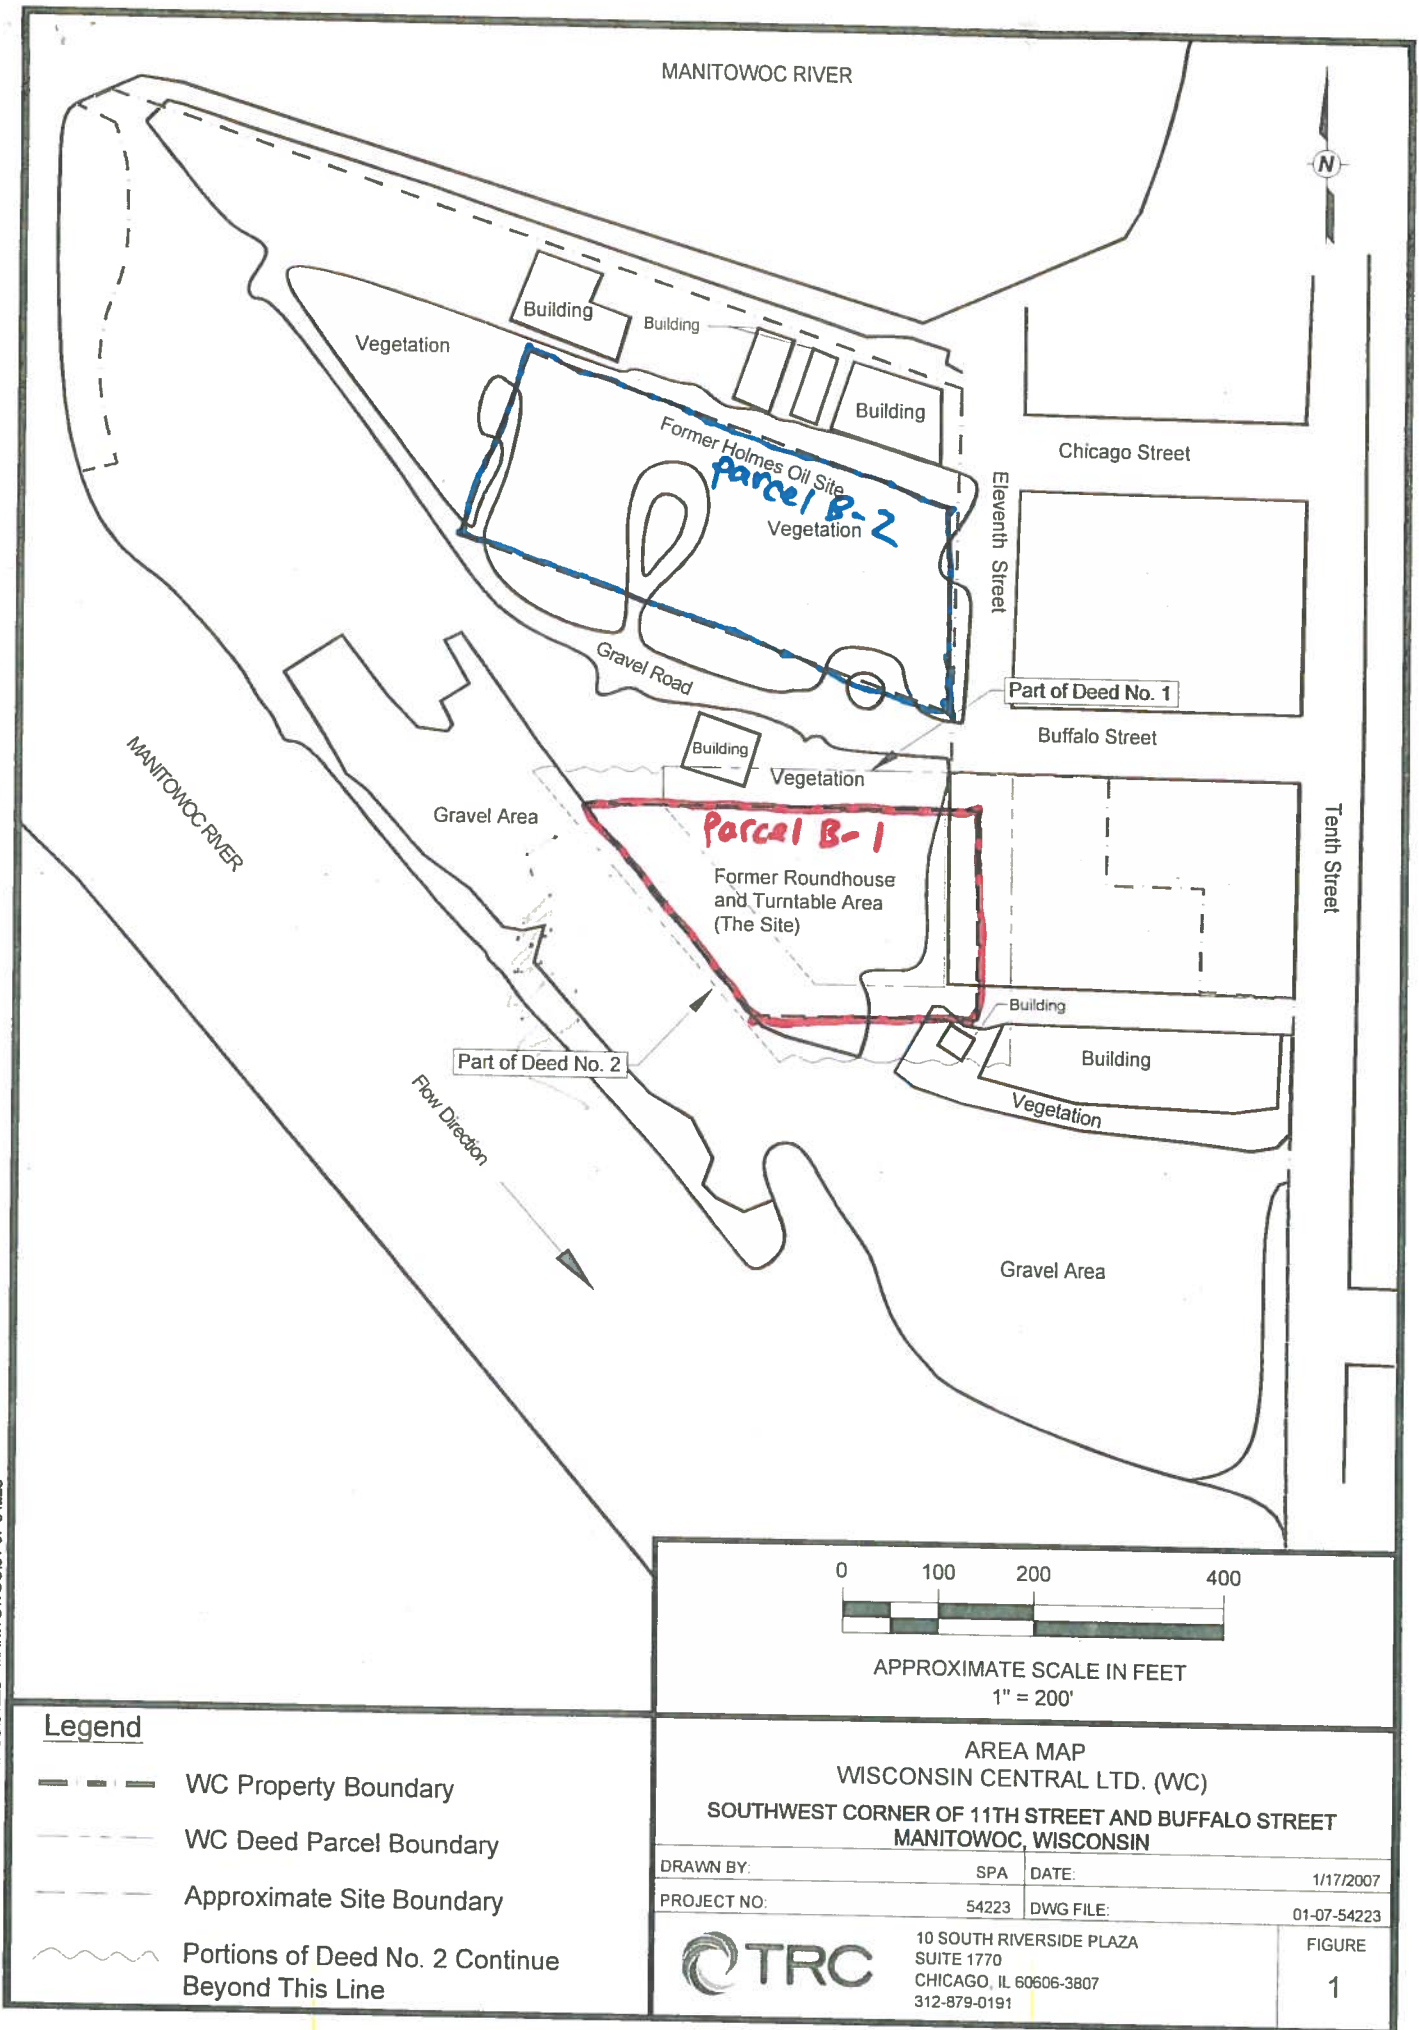 MANITOWOC RIVER
N
Building
Building
Vegetation
Building
Former Holmes Oil Site
Parcel B-2
Vegetation
Chicago Street
Eleventh Street
Gravel Road
Part of Deed No. 1
Buffalo Street
Building
Vegetation
MANITOWOC RIVER
Gravel Area
Parcel B-1
Former Roundhouse
and Turntable Area
(The Site)
Tenth Street
Building
Part of Deed No. 2
Building
Vegetation
Flow Direction
Gravel Area
0 100 200 400
APPROXIMATE SCALE IN FEET
1" = 200'
Legend
WC Property Boundary
WC Deed Parcel Boundary
Approximate Site Boundary
Portions of Deed No. 2 Continue
Beyond This Line
AREA MAP
WISCONSIN CENTRAL LTD. (WC)
SOUTHWEST CORNER OF 11TH STREET AND BUFFALO STREET
MANITOWOC, WISCONSIN
DRAWN BY: SPA DATE: 1/17/2007
PROJECT NO: 54223 DWG FILE: 01-07-54223
TRC
10 SOUTH RIVERSIDE PLAZA
SUITE 1770
CHICAGO, IL 60606-3807
312-879-0191
FIGURE
1